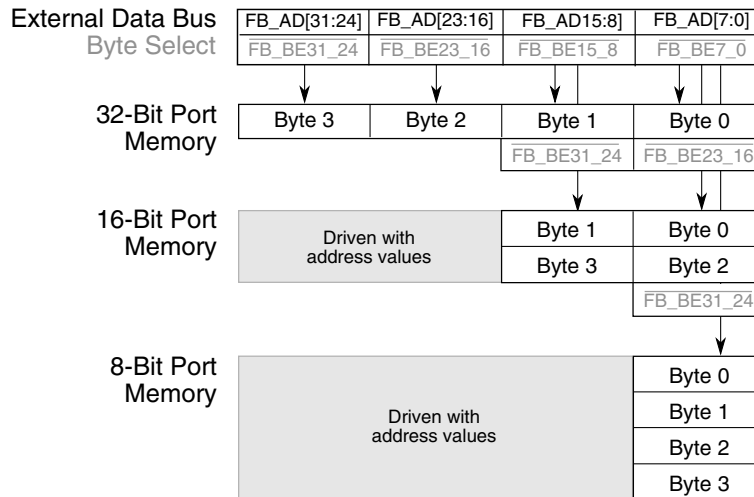 External Data Bus FB_AD[31:24] FB_AD[23:16] FB_AD15:8] FB_AD[7:0]
Byte Select FB_BE31_24 FB_BE23_16 FB_BE15_8 FB_BE7_0
32-Bit Port Memory
Byte 3 Byte 2 Byte 1 Byte 0
FB_BE31_24 FB_BE23_16
16-Bit Port Memory
Driven with
address values
Byte 1 Byte 0
Byte 3 Byte 2
FB_BE31_24
8-Bit Port
Memory
Driven with
address values
Byte 0
Byte 1
Byte 2
Byte 3